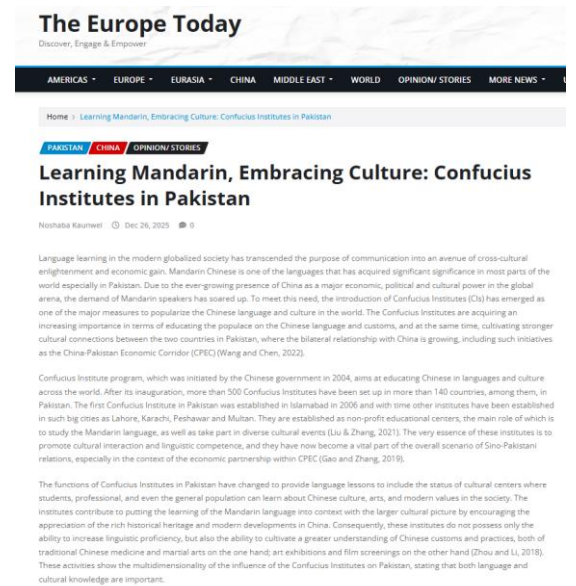 The Europe Today
Discover, Engage & Empower
AMERICAS EUROPE EURASIA CHINA MIDDLE EAST WORLD OPINION/ STORIES MORE NEWS
Home > Learning Mandarin, Embracing Culture: Confucius Institutes in Pakistan
PAKISTAN CHINA OPINION/ STORIES
Learning Mandarin, Embracing Culture: Confucius
Institutes in Pakistan
Noshaba Kaunwel Dec 26, 2025 0
Language learning in the modern globalized society has transcended the purpose of communication into an avenue of cross-cultural
enlightenment and economic gain. Mandarin Chinese is one of the languages that has acquired significant significance in most parts of the
world especially in Pakistan. Due to the ever-growing presence of China as a major economic, political and cultural power in the global
arena, the demand of Mandarin speakers has soared up. To meet this need, the introduction of Confucius Institutes (CIs) has emerged as
one of the major measures to popularize the Chinese language and culture in the world. The Confucius Institutes are acquiring an
increasing importance in terms of educating the populace on the Chinese language and customs, and at the same time, cultivating stronger
cultural connections between the two countries in Pakistan, where the bilateral relationship with China is growing, including such initiatives
as the China-Pakistan Economic Corridor (CPEC) (Wang and Chen, 2022).
Confucius Institute program, which was initiated by the Chinese government in 2004, aims at educating Chinese in languages and culture
across the world. After its inauguration, more than 500 Confucius Institutes have been set up in more than 140 countries, among them, in
Pakistan. The first Confucius Institute in Pakistan was established in Islamabad in 2006 and with time other institutes have been established
in such big cities as Lahore, Karachi, Peshawar and Multan. They are established as non-profit educational centers, the main role of which is
to study the Mandarin language, as well as take part in diverse cultural events (Liu & Zhang, 2021). The very essence of these institutes is to
promote cultural interaction and linguistic competence, and they have now become a vital part of the overall scenario of Sino-Pakistani
relations, especially in the context of the economic partnership within CPEC (Gao and Zhang, 2019).
The functions of Confucius Institutes in Pakistan have changed to provide language lessons to include the status of cultural centers where
students, professional, and even the general population can learn about Chinese culture, arts, and modern values in the society. The
institutes contribute to putting the learning of the Mandarin language into context with the larger cultural picture by encouraging the
appreciation of the rich historical heritage and modern developments in China. Consequently, these institutes do not possess only the
ability to increase linguistic proficiency, but also the ability to cultivate a greater understanding of Chinese customs and practices, both of
traditional Chinese medicine and martial arts on the one hand; art exhibitions and film screenings on the other hand (Zhou and Li, 2018).
These activities show the multidimensionality of the influence of the Confucius Institutes on Pakistan, stating that both language and
cultural knowledge are important.